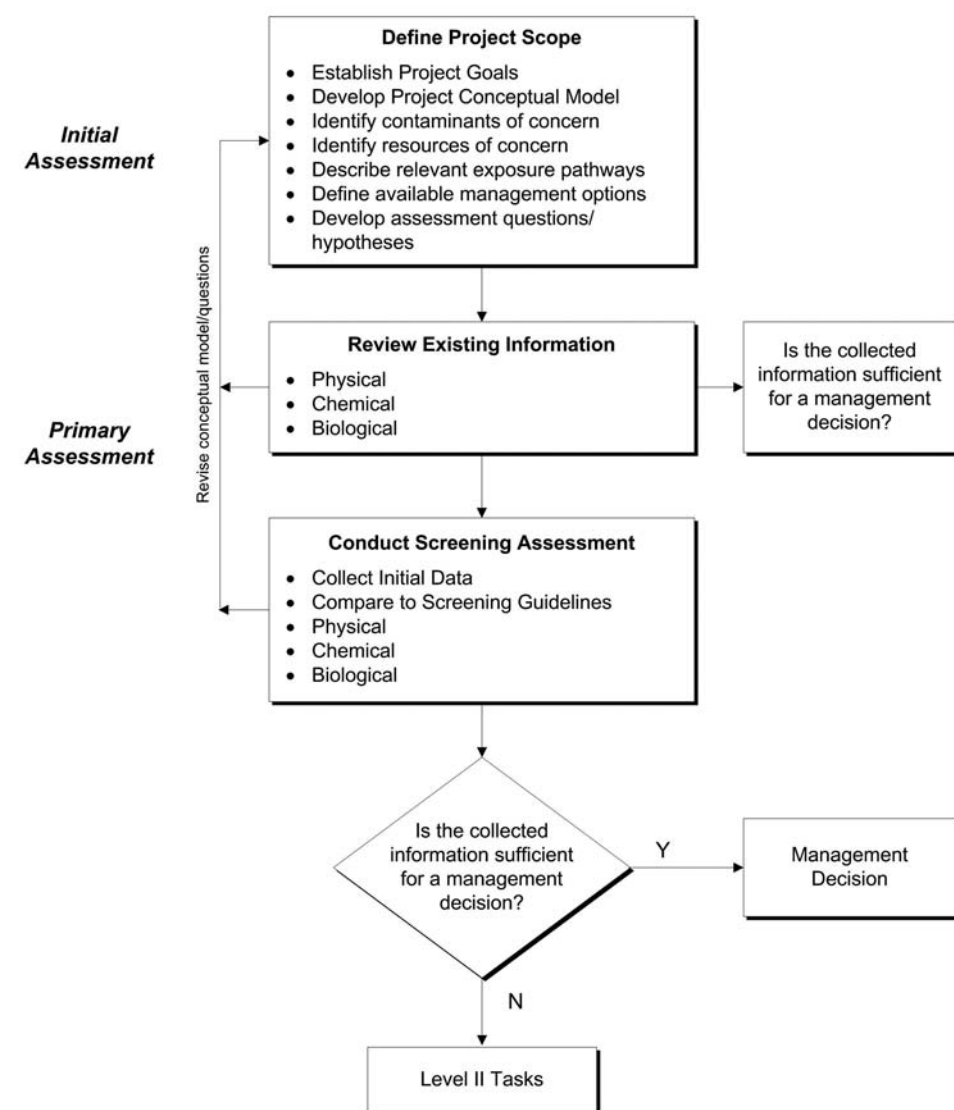 Define Project Scope
• Establish Project Goals
• Develop Project Conceptual Model
• Identify contaminants of concern
• Identify resources of concern
• Describe relevant exposure pathways
• Define available management options
• Develop assessment questions/
hypotheses
Initial
Assessment
Revise conceptual model/questions
Review Existing Information
• Physical
• Chemical
• Biological
Is the collected
information sufficient
for a management
decision?
Primary
Assessment
Conduct Screening Assessment
• Collect Initial Data
• Compare to Screening Guidelines
• Physical
• Chemical
• Biological
Is the collected
information sufficient
for a management
decision?
Y
Management
Decision
N
Level II Tasks